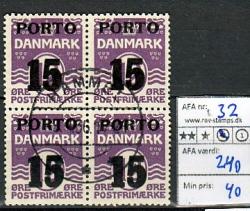 PORTO PORTO
DANMARK DANMARK
15 15
ØRE ØRE
POSTFRIMÆRKE POSTFRIMÆRKE
PORTO PORTO
DANMARK DANMARK
15 15
ØRE ØRE
POSTFRIMÆRKE POSTFRIMÆRKE
AFA nr: 32
www.rav-stamps.dk
AFA værdi: 240
Min pris: 40